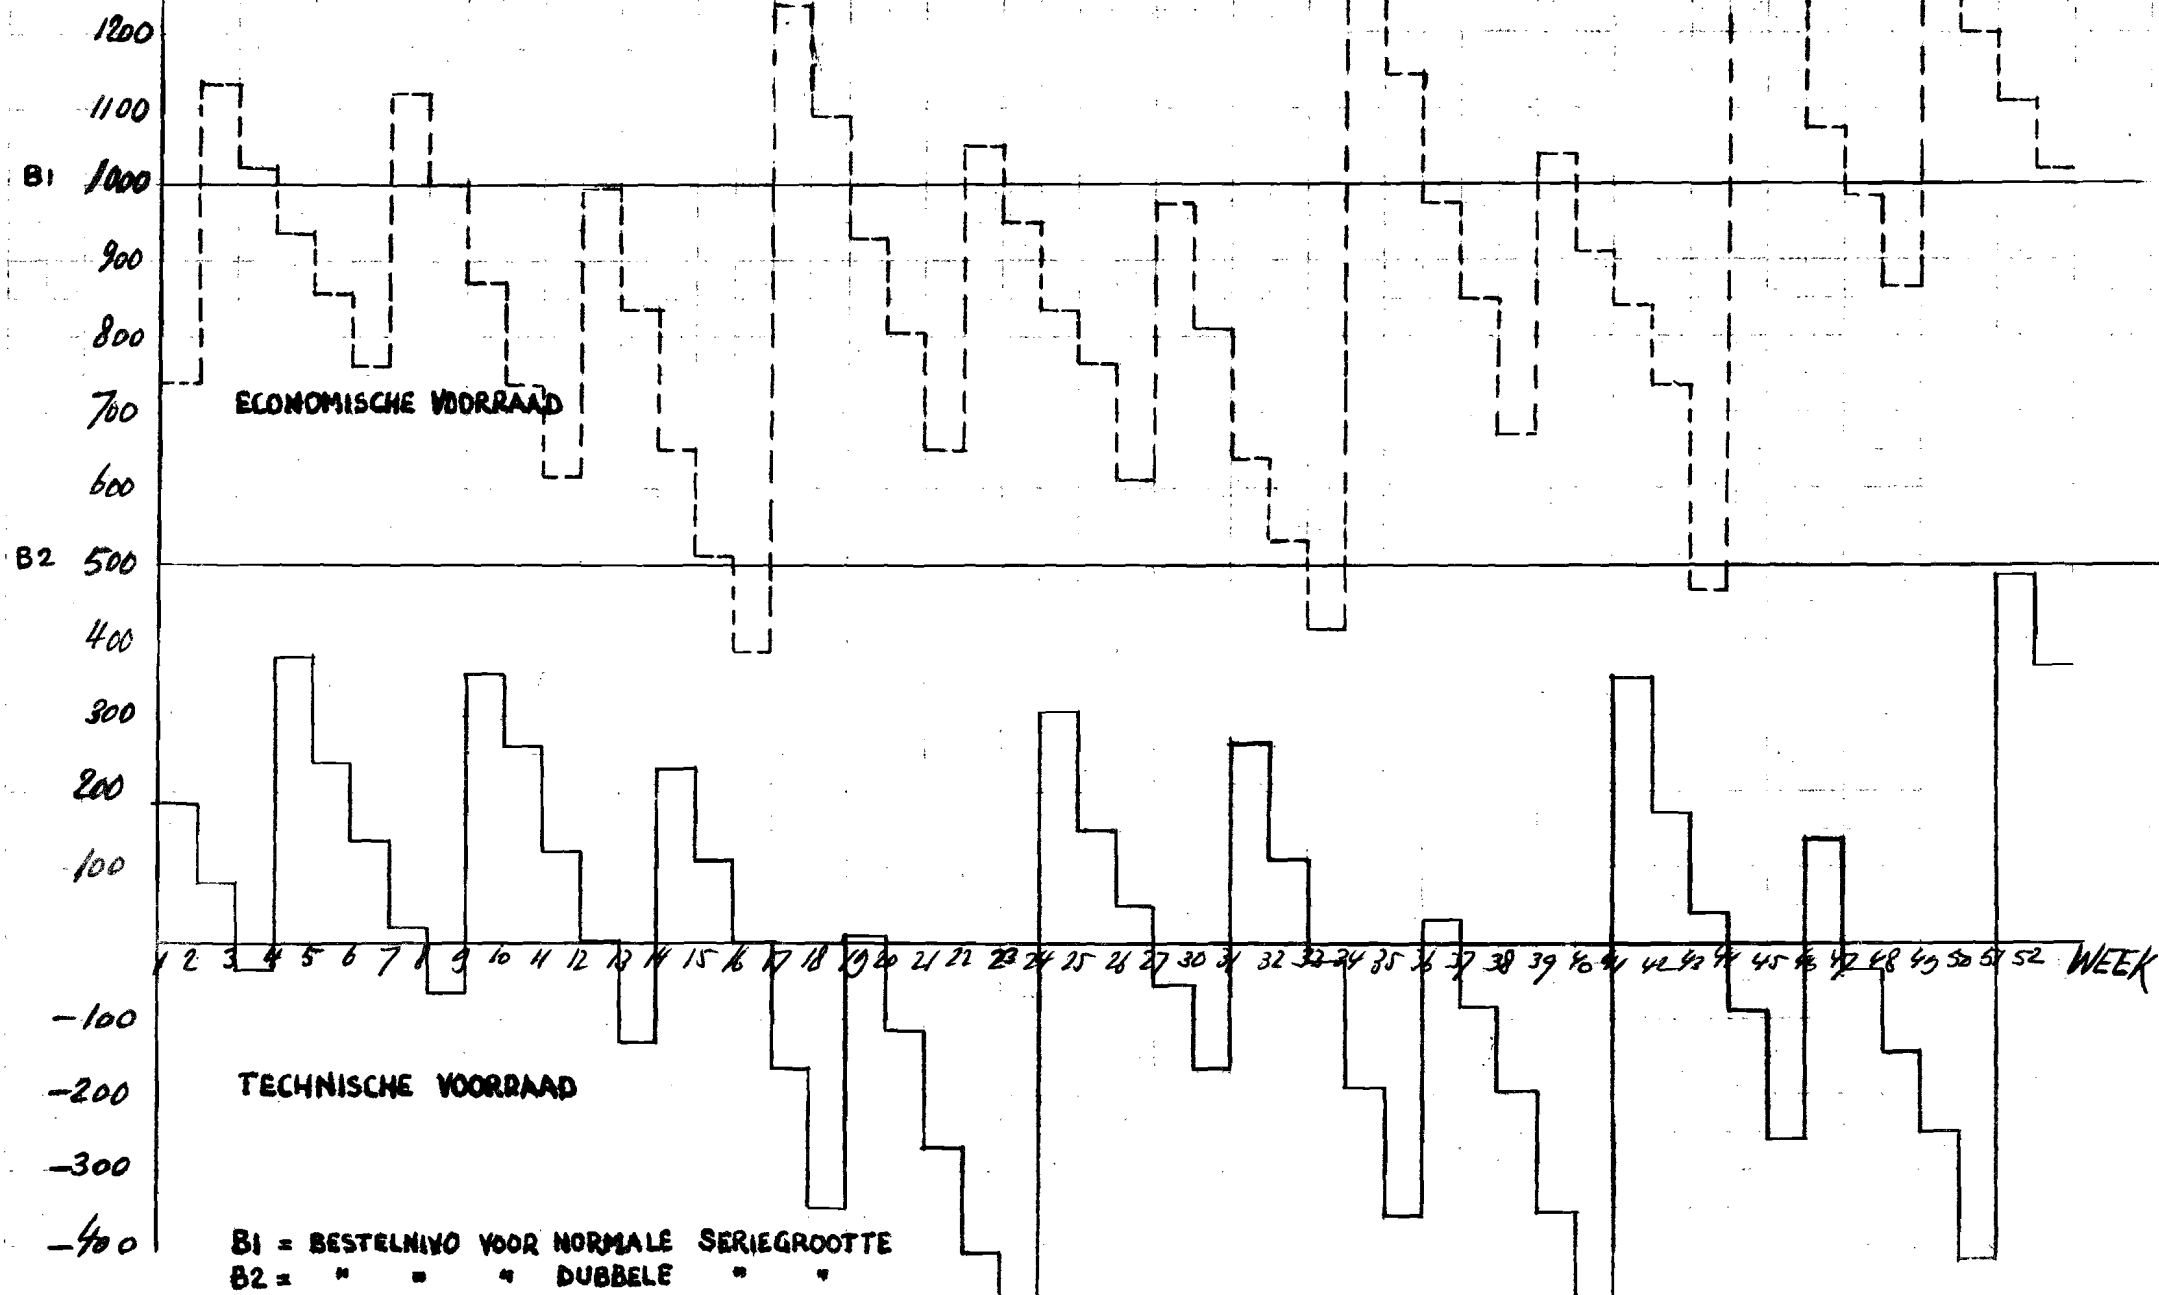 1200
1100
B1 1000
900
800
700
ECONOMISCHE VOORRAAD
600
B2 500
400
300
200
100
1 2 3 4 5 6 7 8 9 10 11 12 13 14 15 16 17 18 19 20 21 22 23 24 25 26 27 30 31 32 33 34 35 36 37 38 39 40 41 42 43 44 45 46 47 48 49 50 51 52 WEEK
-100
TECHNISCHE VOORRAAD
-200
-300
-400
B1 = BESTELNIVO VOOR NORMALE SERIEGROOTTE
B2 = " " " DUBBELE " "